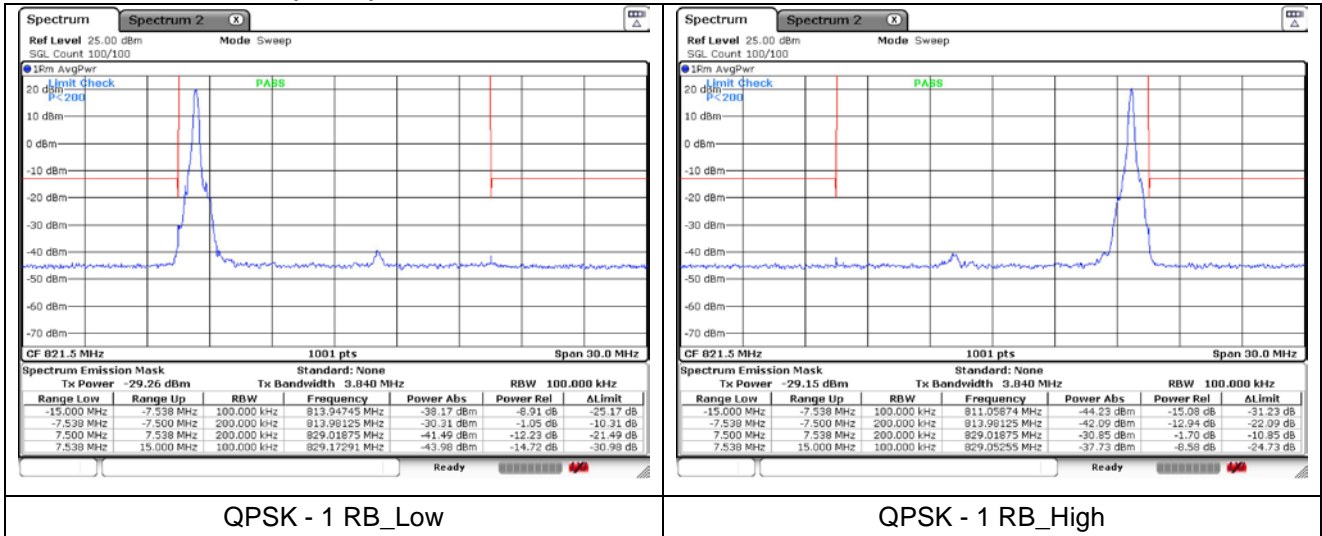 Spectrum Spectrum 2 X
Ref Level 25.00 dBm Mode Sweep
SGL Count 100/100
1Rm AvgPwr
Limit Check PASS
20 dBm
P<200
10 dBm
0 dBm
-10 dBm
-20 dBm
-30 dBm
-40 dBm
-50 dBm
-60 dBm
-70 dBm
CF 821.5 MHz 1001 pts Span 30.0 MHz
Spectrum Emission Mask Standard: None
Tx Power -29.26 dBm Tx Bandwidth 3.840 MHz RBW 100.000 kHz
Range Low Range Up RBW Frequency Power Abs Power Rel ΔLimit
-15.000 MHz -7.538 MHz 100.000 kHz 813.94745 MHz -38.17 dBm -8.91 dB -25.17 dB
-7.538 MHz -7.500 MHz 200.000 kHz 813.98125 MHz -30.31 dBm -1.05 dB -10.31 dB
7.500 MHz 7.538 MHz 200.000 kHz 829.01875 MHz -41.49 dBm -12.23 dB -21.49 dB
7.538 MHz 15.000 MHz 100.000 kHz 829.17291 MHz -43.98 dBm -14.72 dB -30.98 dB
Ready
QPSK - 1 RB_Low
Spectrum Spectrum 2 X
Ref Level 25.00 dBm Mode Sweep
SGL Count 100/100
1Rm AvgPwr
Limit Check PASS
20 dBm
P<200
10 dBm
0 dBm
-10 dBm
-20 dBm
-30 dBm
-40 dBm
-50 dBm
-60 dBm
-70 dBm
CF 821.5 MHz 1001 pts Span 30.0 MHz
Spectrum Emission Mask Standard: None
Tx Power -29.15 dBm Tx Bandwidth 3.840 MHz RBW 100.000 kHz
Range Low Range Up RBW Frequency Power Abs Power Rel ΔLimit
-15.000 MHz -7.538 MHz 100.000 kHz 811.05874 MHz -44.23 dBm -15.08 dB -31.23 dB
-7.538 MHz -7.500 MHz 200.000 kHz 813.98125 MHz -42.09 dBm -12.94 dB -22.09 dB
7.500 MHz 7.538 MHz 200.000 kHz 829.01875 MHz -30.85 dBm -1.70 dB -10.85 dB
7.538 MHz 15.000 MHz 100.000 kHz 829.05255 MHz -37.73 dBm -8.58 dB -24.73 dB
Ready
QPSK - 1 RB_High